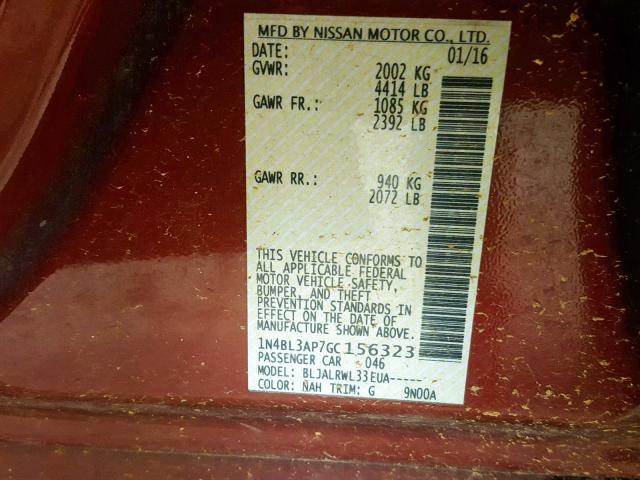 MFD BY NISSAN MOTOR CO., LTD.
DATE: 01/16
GVWR: 2002 KG
4414 LB
GAWR FR.: 1085 KG
2392 LB
GAWR RR.: 940 KG
2072 LB
THIS VEHICLE CONFORMS TO
ALL APPLICABLE FEDERAL
MOTOR VEHICLE SAFETY,
BUMPER, AND THEFT
PREVENTION STANDARDS IN
EFFECT ON THE DATE OF
MANUFACTURE SHOWN ABOVE.
1N4BL3AP7GC156323
PASSENGER CAR 046
MODEL: BLJALRWL33EUA-----
COLOR: NAH TRIM: G 9N00A